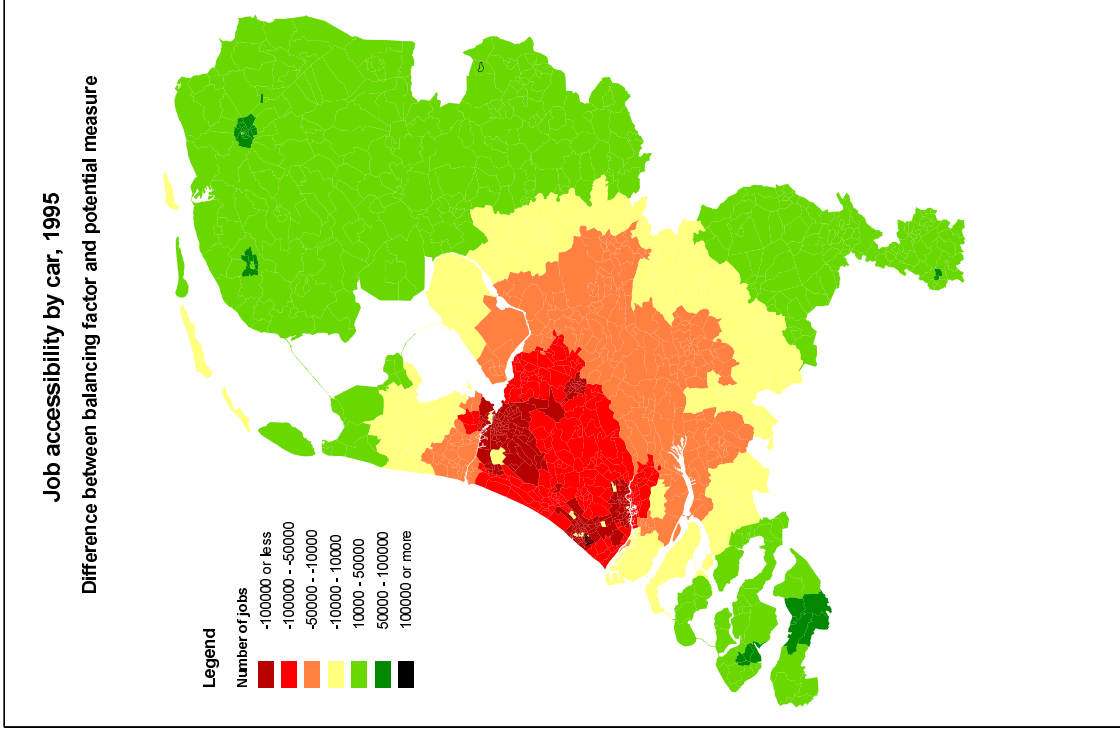 Job accessibility by car, 1995
Difference between balancing factor and potential measure
Legend
Number of jobs
-100000 or less
-100000 - -50000
-50000 - -10000
-10000 - 10000
10000 - 50000
50000 - 100000
100000 or more